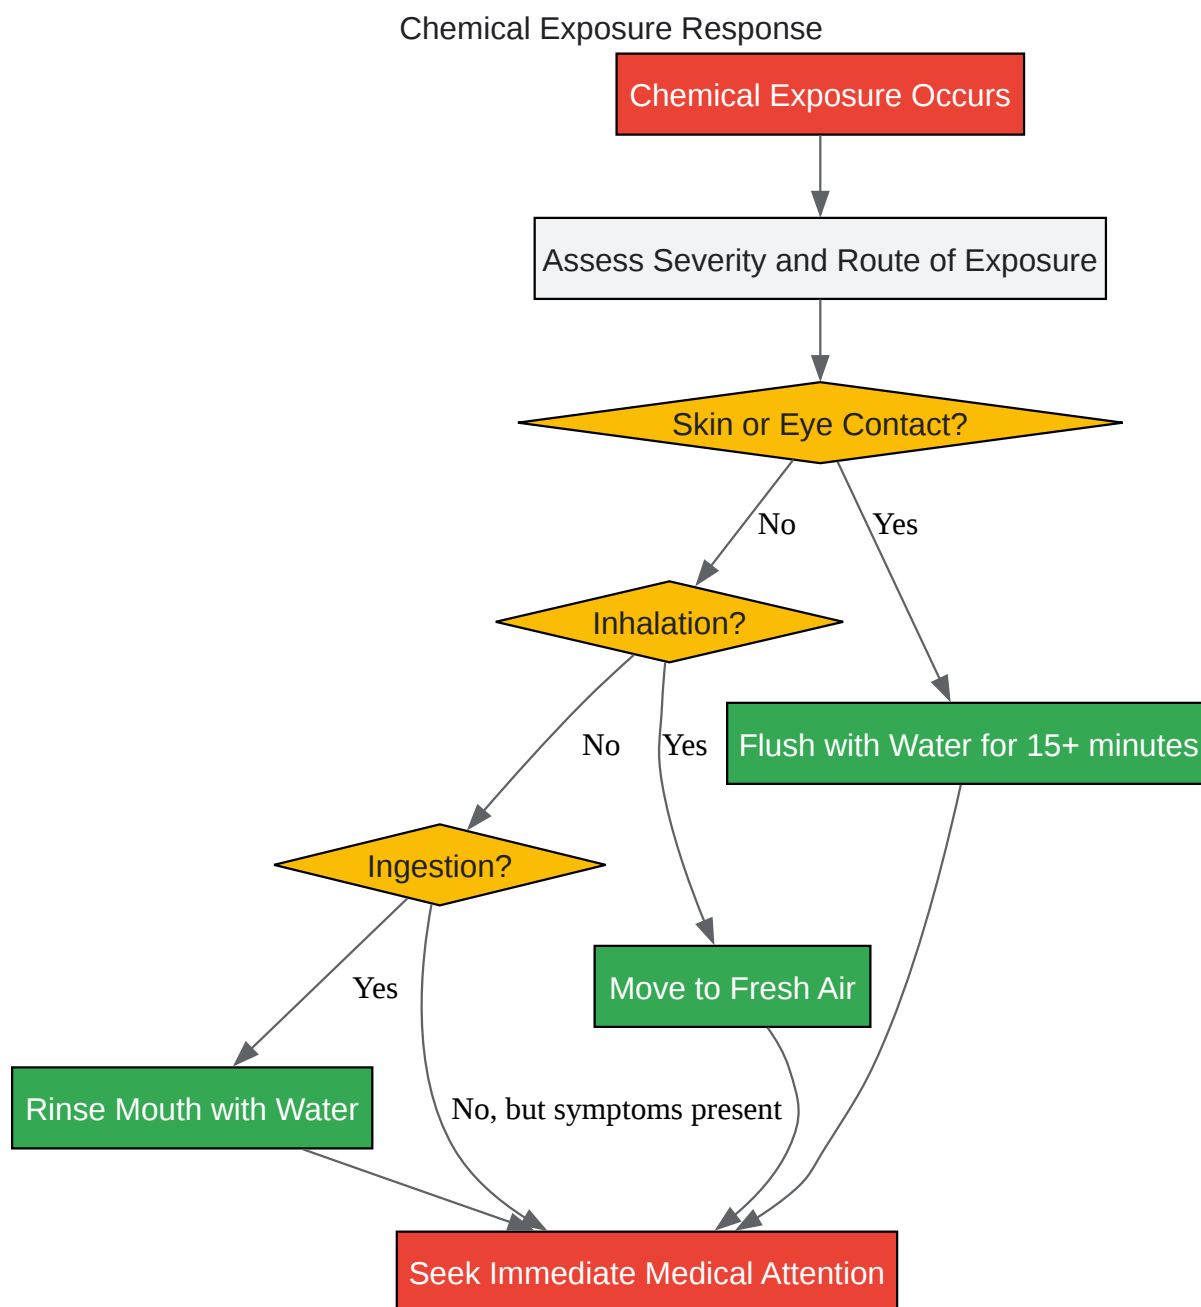 Chemical Exposure Response
Chemical Exposure Occurs
Assess Severity and Route of Exposure
Skin or Eye Contact?
No
Yes
Inhalation?
No
Yes
Flush with Water for 15+ minutes
Ingestion?
Yes
Move to Fresh Air
Rinse Mouth with Water
No, but symptoms present
Seek Immediate Medical Attention